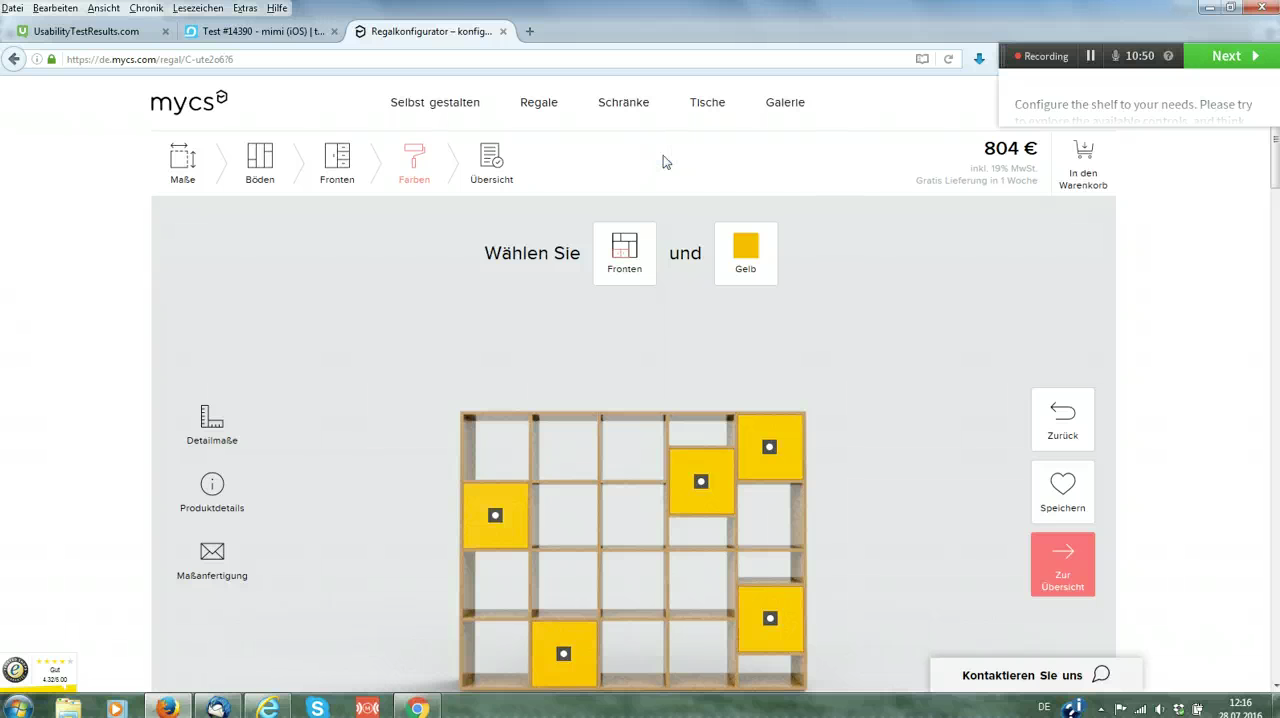 Datei Bearbeiten Ansicht Chronik Lesezeichen Extras Hilfe
UsabilityTestResults.com
Test #14390 - mimi (iOS) | t...
Regalkonfigurator – konfig...
https://de.mycs.com/regal/C-ute2o6?6
Recording
10:50
Next
Configure the shelf to your needs. Please try
to explore the available controls, and think
mycs
Selbst gestalten
Regale
Schränke
Tische
Galerie
Maße
Böden
Fronten
Farben
Übersicht
804 €
inkl. 19% MwSt.
Gratis Lieferung in 1 Woche
In den
Warenkorb
Wählen Sie
Fronten
und
Gelb
Detailmaße
Produktdetails
Maßanfertigung
Zurück
Speichern
Zur
Übersicht
Gut
4.32/5.00
Kontaktieren Sie uns
DE
12:16
28.07.2016